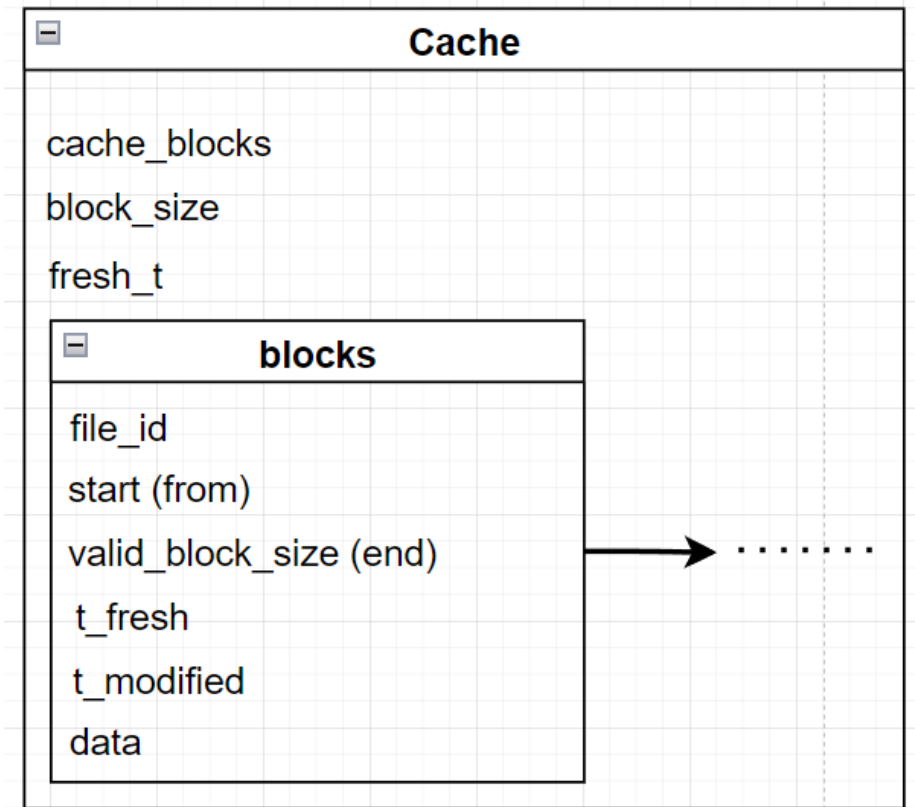 Cache
cache_blocks
block_size
fresh_t
blocks
file_id
start (from)
valid_block_size (end)
t_fresh
t_modified
data